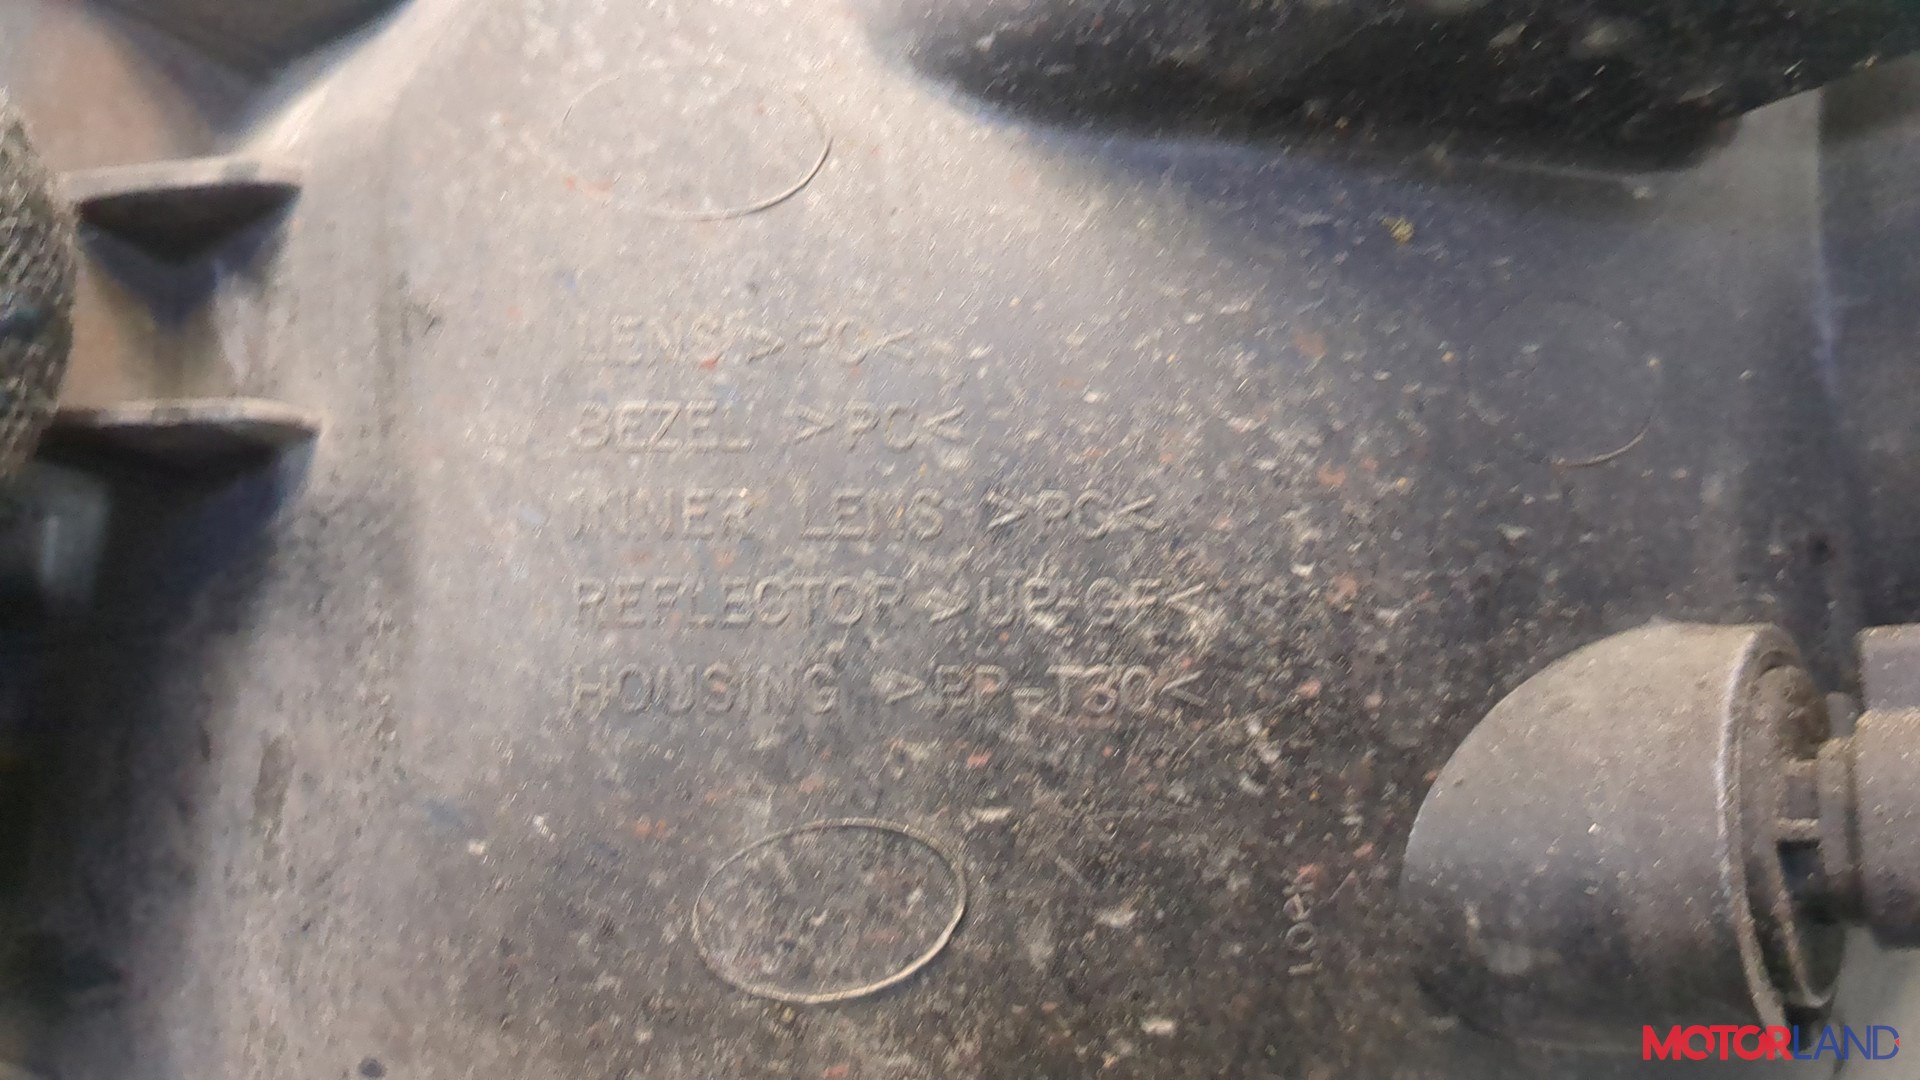 LENS >PC<
BEZEL >PC<
INNER LENS >PC<
REFLECTOR >UP-GF<
HOUSING >PP-T30<
MOTORLAND